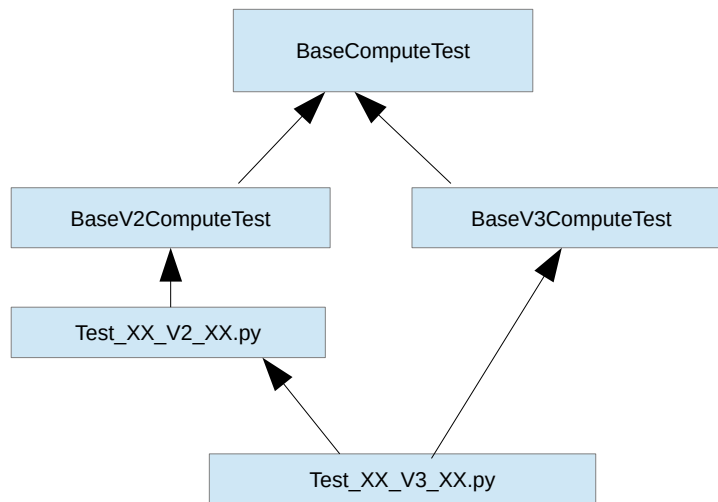 BaseComputeTest
BaseV2ComputeTest
BaseV3ComputeTest
Test_XX_V2_XX.py
Test_XX_V3_XX.py